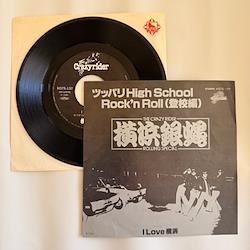 Crazyrider
ツッパリHigh School
Rock'n Roll(登校編)
THE CRAZY RIDER
横浜銀蝿
ROLLING SPECIAL
I Love 横浜